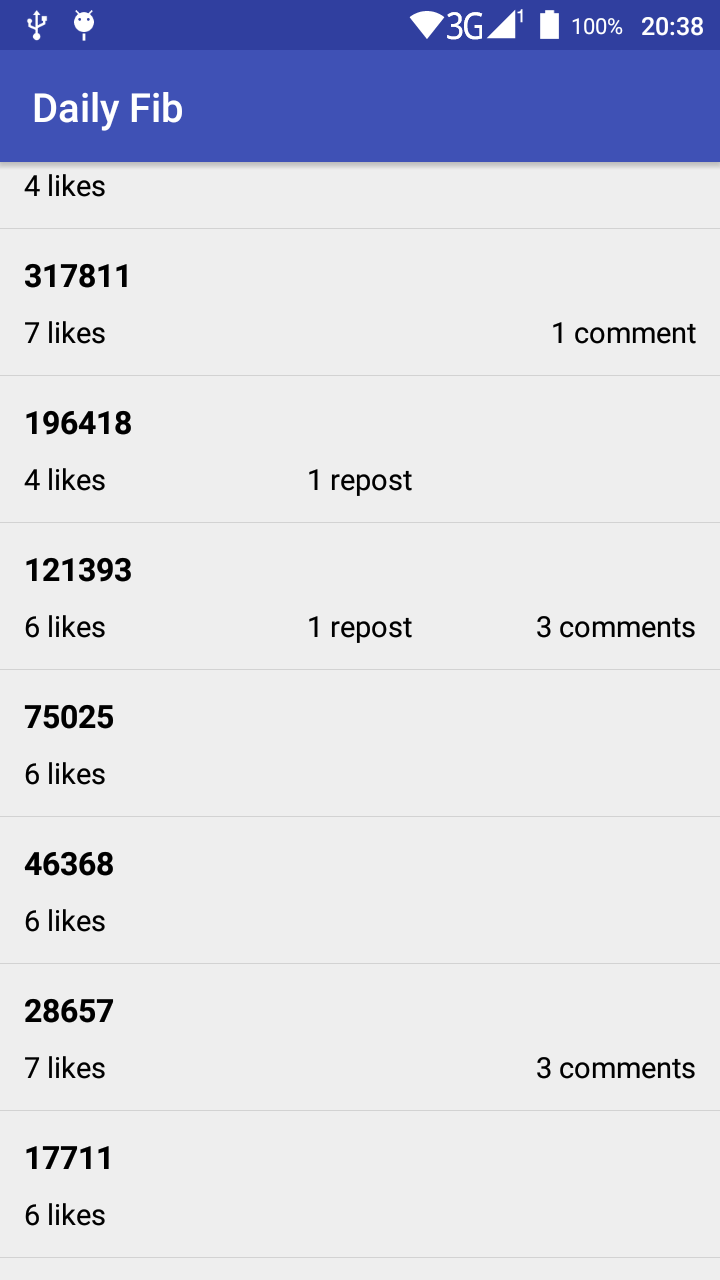 3G 1 100% 20:38
Daily Fib
4 likes
317811
7 likes 1 comment
196418
4 likes 1 repost
121393
6 likes 1 repost 3 comments
75025
6 likes
46368
6 likes
28657
7 likes 3 comments
17711
6 likes